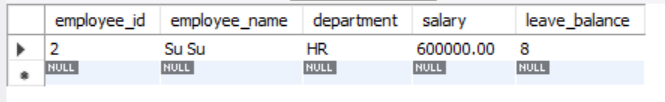 employee_id employee_name department salary leave_balance
2 Su Su HR 600000.00 8
NULL NULL NULL NULL NULL